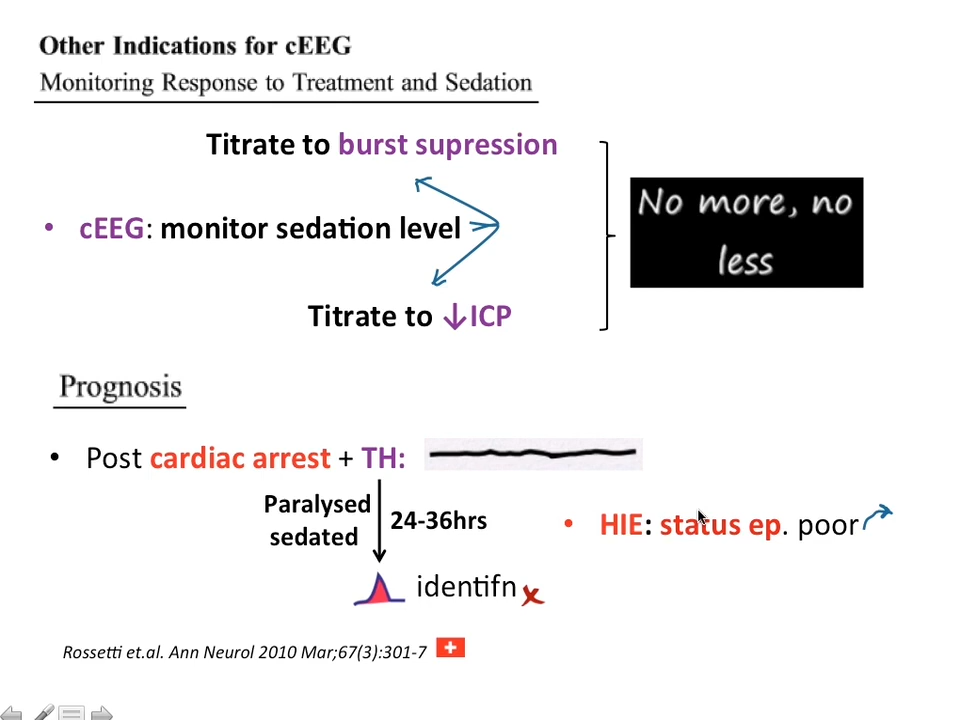 Other Indications for cEEG
Monitoring Response to Treatment and Sedation
Titrate to burst supression
• cEEG: monitor sedation level
Titrate to ↓ICP
No more, no
less
Prognosis
• Post cardiac arrest + TH:
Paralysed
sedated
24-36hrs
• HIE: status ep. poor
identifn x
Rossetti et.al. Ann Neurol 2010 Mar;67(3):301-7